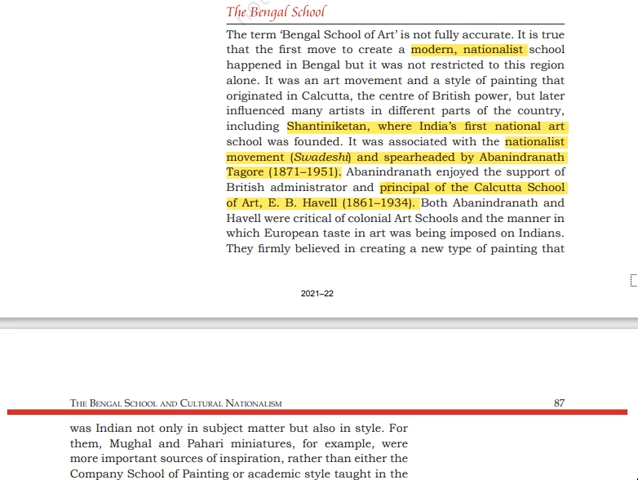 The Bengal School
The term ‘Bengal School of Art’ is not fully accurate. It is true
that the first move to create a modern, nationalist school
happened in Bengal but it was not restricted to this region
alone. It was an art movement and a style of painting that
originated in Calcutta, the centre of British power, but later
influenced many artists in different parts of the country,
including Shantiniketan, where India’s first national art
school was founded. It was associated with the nationalist
movement (Swadeshi) and spearheaded by Abanindranath
Tagore (1871–1951). Abanindranath enjoyed the support of
British administrator and principal of the Calcutta School
of Art, E. B. Havell (1861–1934). Both Abanindranath and
Havell were critical of colonial Art Schools and the manner in
which European taste in art was being imposed on Indians.
They firmly believed in creating a new type of painting that
2021–22
The Bengal School and Cultural Nationalism 87
was Indian not only in subject matter but also in style. For
them, Mughal and Pahari miniatures, for example, were
more important sources of inspiration, rather than either the
Company School of Painting or academic style taught in the